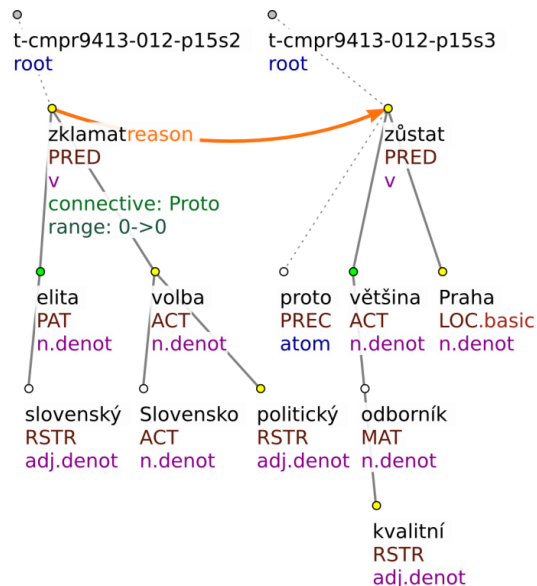 t-cmpr9413-012-p15s2
root
t-cmpr9413-012-p15s3
root
zklamat reason
PRED
v
connective: Proto
range: 0->0
zůstat
PRED
v
elita
PAT
n.denot
volba
ACT
n.denot
proto
PREC
atom
většina
ACT
n.denot
Praha
LOC.basic
n.denot
slovenský
RSTR
adj.denot
Slovensko
ACT
n.denot
politický
RSTR
adj.denot
odborník
MAT
n.denot
kvalitní
RSTR
adj.denot